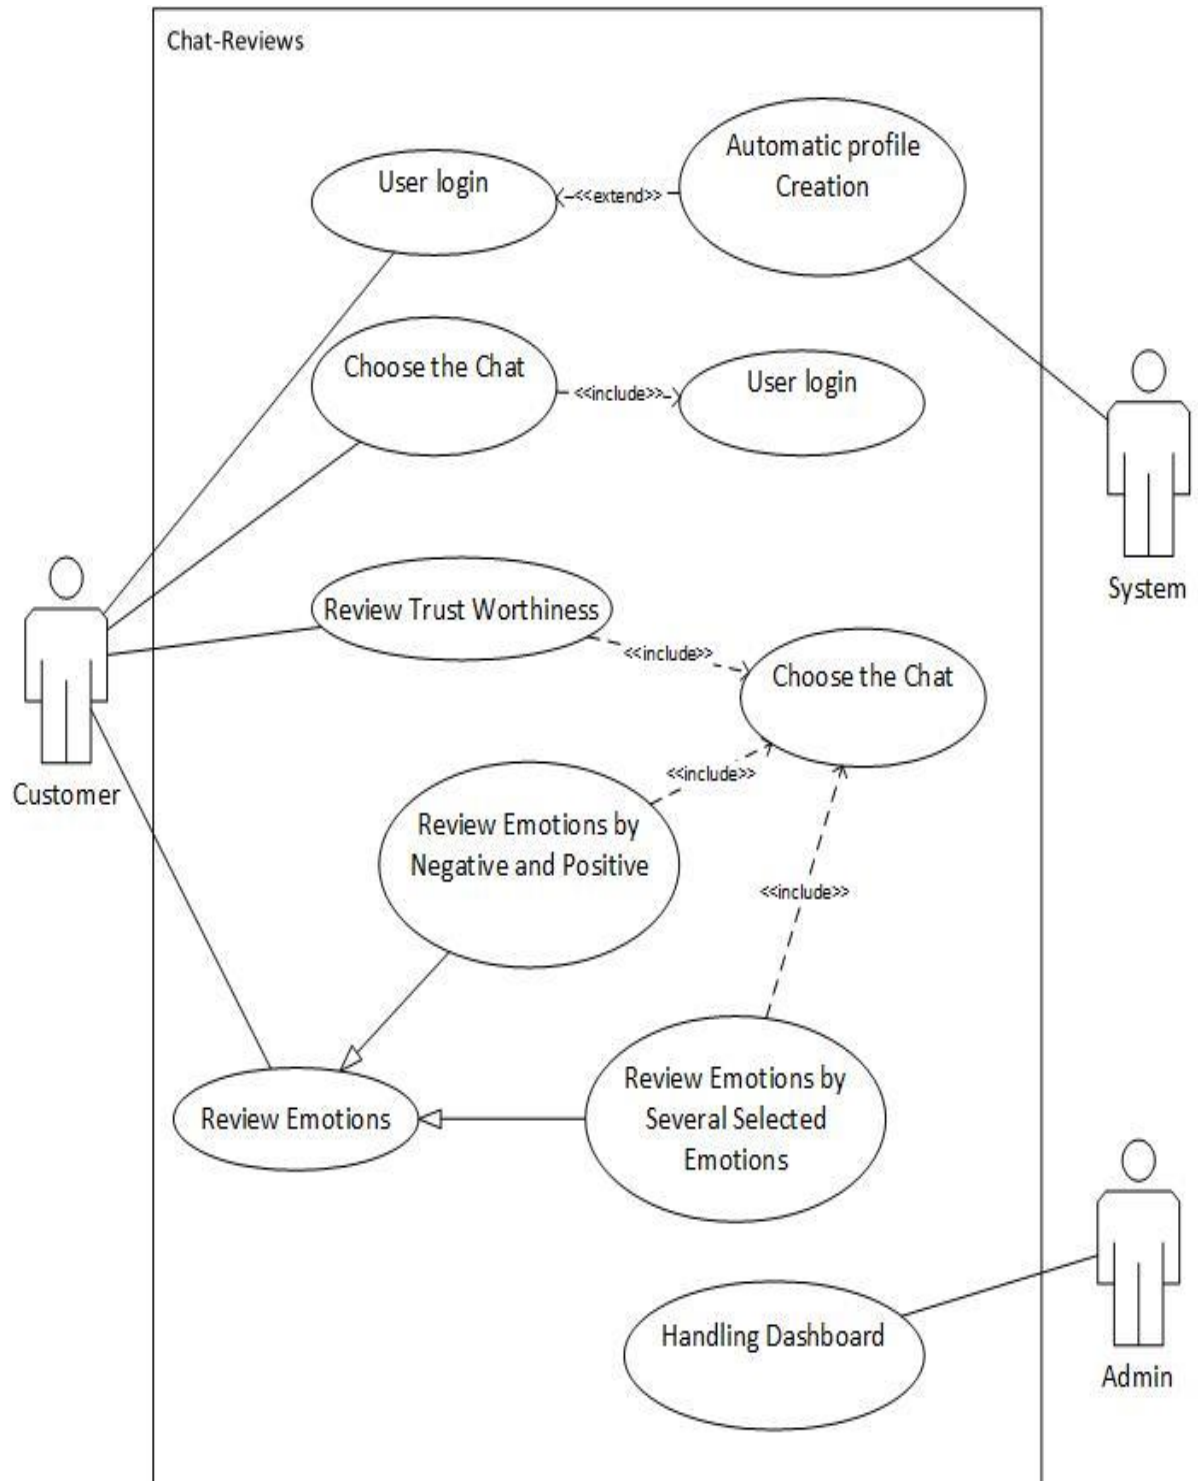 Chat-Reviews
Automatic profile
Creation
User login
<<extend>>
Choose the Chat
<<include>>
User login
System
Review Trust Worthiness
<<include>>
Choose the Chat
<<include>>
Customer
Review Emotions by
Negative and Positive
<<include>>
Review Emotions by
Several Selected
Emotions
Review Emotions
Handling Dashboard
Admin